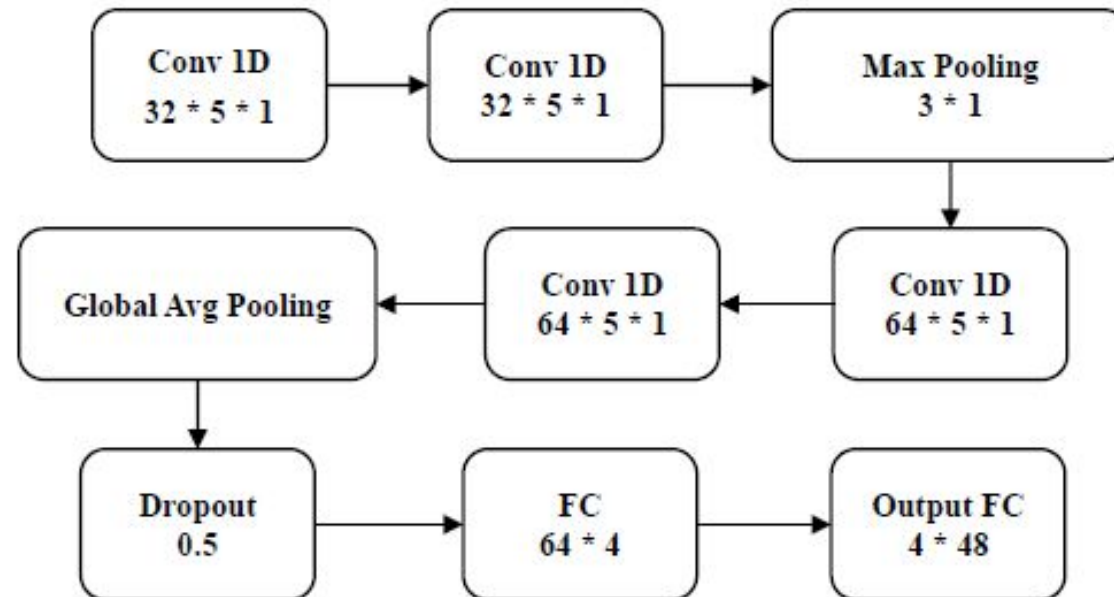 Conv 1D
32 * 5 * 1
Conv 1D
32 * 5 * 1
Max Pooling
3 * 1
Conv 1D
64 * 5 * 1
Conv 1D
64 * 5 * 1
Global Avg Pooling
Dropout
0.5
FC
64 * 4
Output FC
4 * 48